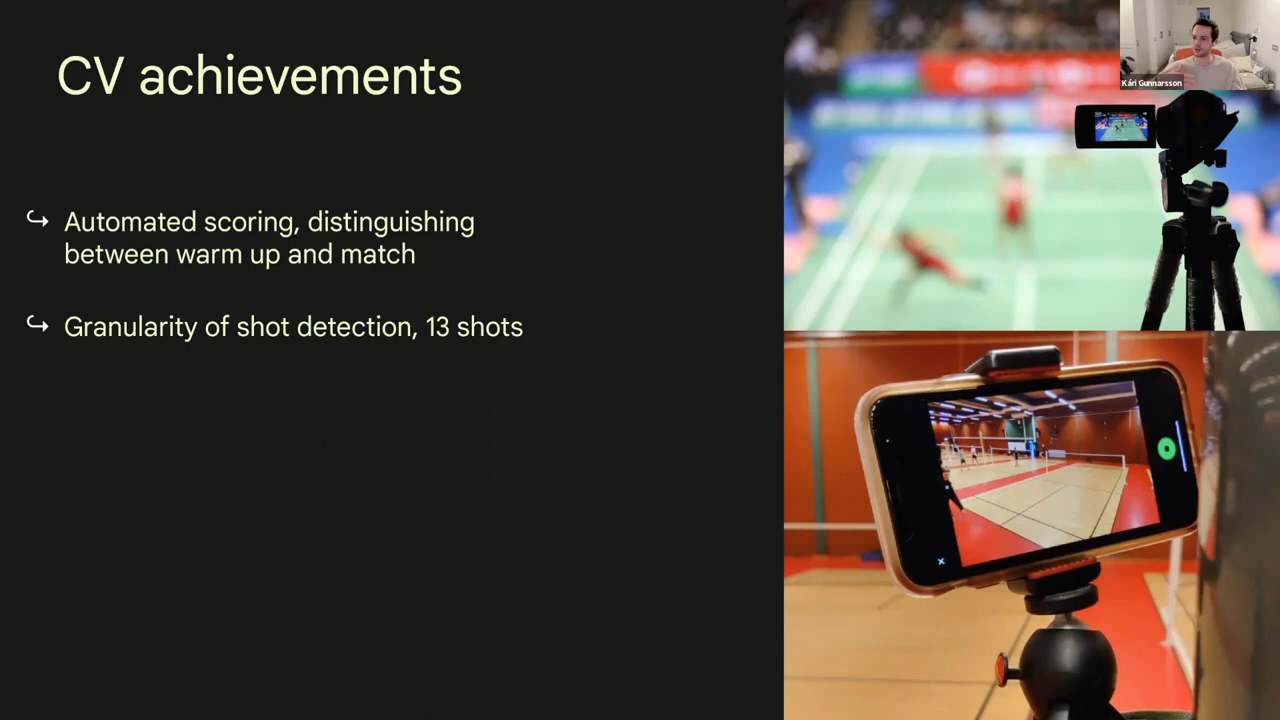 CV achievements
↪ Automated scoring, distinguishing
between warm up and match
↪ Granularity of shot detection, 13 shots
Kári Gunnarsson